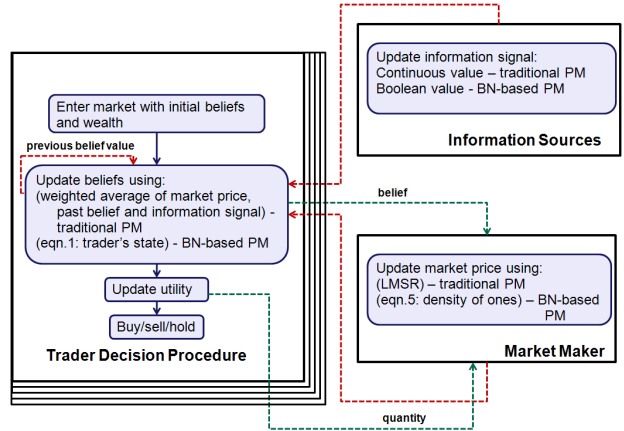 Enter market with initial beliefs
and wealth
previous belief value
Update beliefs using:
(weighted average of market price,
past belief and information signal) -
traditional PM
(eqn.1: trader's state) - BN-based PM
Update utility
Buy/sell/hold
Trader Decision Procedure
Update information signal:
Continuous value – traditional PM
Boolean value - BN-based PM
Information Sources
belief
Update market price using:
(LMSR) – traditional PM
(eqn.5: density of ones) – BN-based
PM
Market Maker
quantity